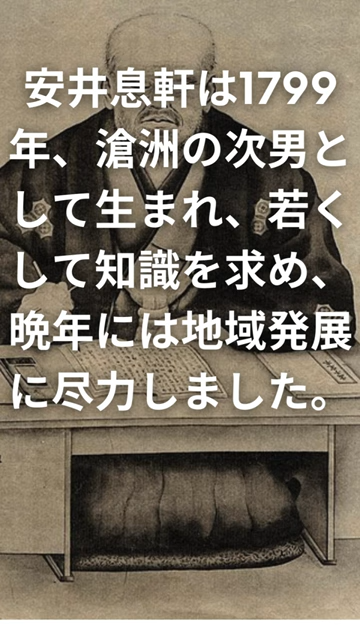 安井息軒は1799
年、滄洲の次男と
して生まれ、若く
して知識を求め、
晩年には地域発展
に尽力しました。